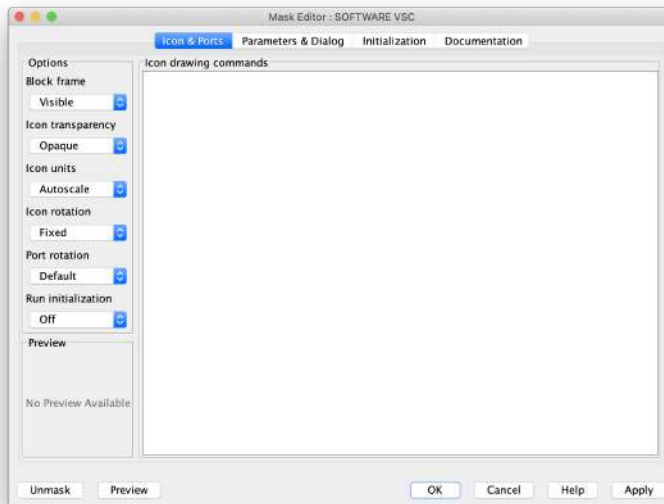 Mask Editor : SOFTWARE VSC
Icon & Ports Parameters & Dialog Initialization Documentation
Options
Block frame
Visible
Icon transparency
Opaque
Icon units
Autoscale
Icon rotation
Fixed
Port rotation
Default
Run initialization
Off
Preview
No Preview Available
Icon drawing commands
Unmask Preview OK Cancel Help Apply